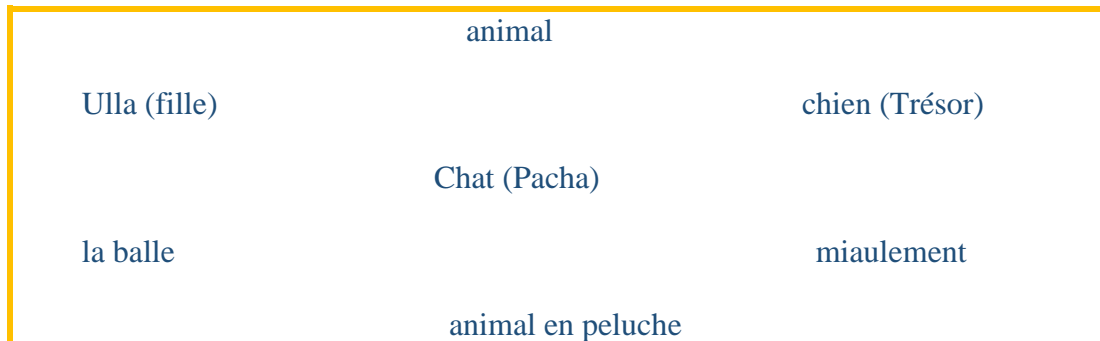 animal
Ulla (fille) chien (Trésor)
Chat (Pacha)
la balle miaulement
animal en peluche